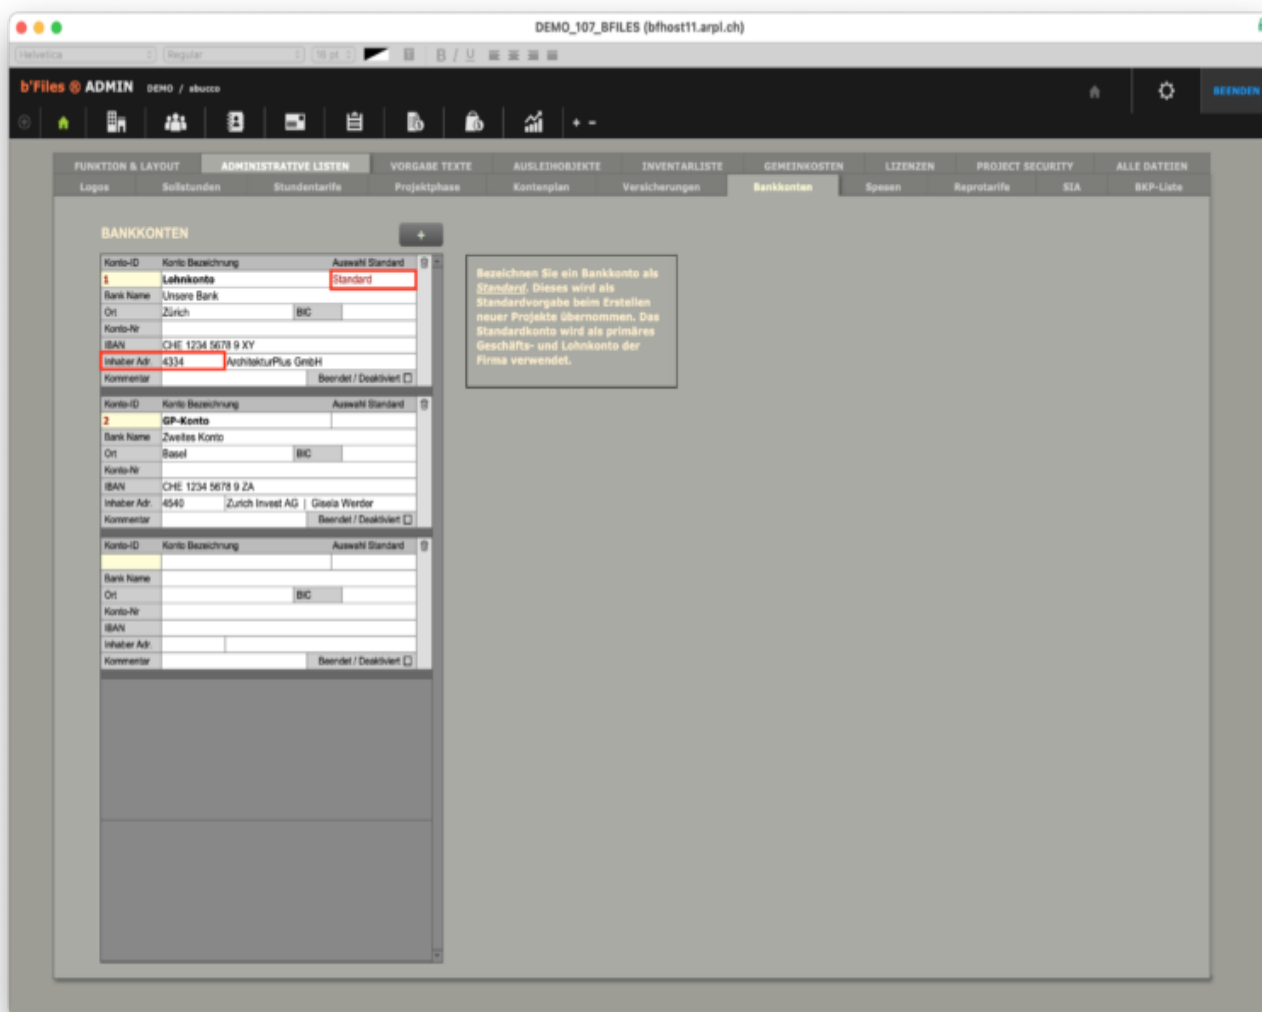 DEMO_107_BFILES (bfhost11.arpl.ch)
Helvetica Regular 18 pt B I U
b'Files ADMIN DEMO / sbucco BEENDEN
+ -
FUNKTION & LAYOUT ADMINISTRATIVE LISTEN VORGABE TEXTE AUSLEIHOBJEKTE INVENTARLISTE GEMEINKOSTEN LIZENZEN PROJECT SECURITY ALLE DATEIEN
Logos Sollstunden Stundentarife Projektphase Kontenplan Versicherungen Bankkonten Spesen Reprotarife SIA BKP-Liste
BANKKONTEN +
Konto-ID Konto Bezeichnung Auswahl Standard
1 Lohnkonto Standard
Bank Name Unsere Bank
Ort Zürich BIC
Konto-Nr
IBAN CHE 1234 5678 9 XY
Inhaber Adr. 4334 ArchitekturPlus GmbH
Kommentar Beendet / Deaktiviert
Konto-ID Konto Bezeichnung Auswahl Standard
2 GP-Konto
Bank Name Zweites Konto
Ort Basel BIC
Konto-Nr
IBAN CHE 1234 5678 9 ZA
Inhaber Adr. 4540 Zurich Invest AG | Gisela Werder
Kommentar Beendet / Deaktiviert
Konto-ID Konto Bezeichnung Auswahl Standard
Bank Name
Ort BIC
Konto-Nr
IBAN
Inhaber Adr.
Kommentar Beendet / Deaktiviert
Bezeichnen Sie ein Bankkonto als
Standard. Dieses wird als
Standardvorgabe beim Erstellen
neuer Projekte übernommen. Das
Standardkonto wird als primäres
Geschäfts- und Lohnkonto der
Firma verwendet.